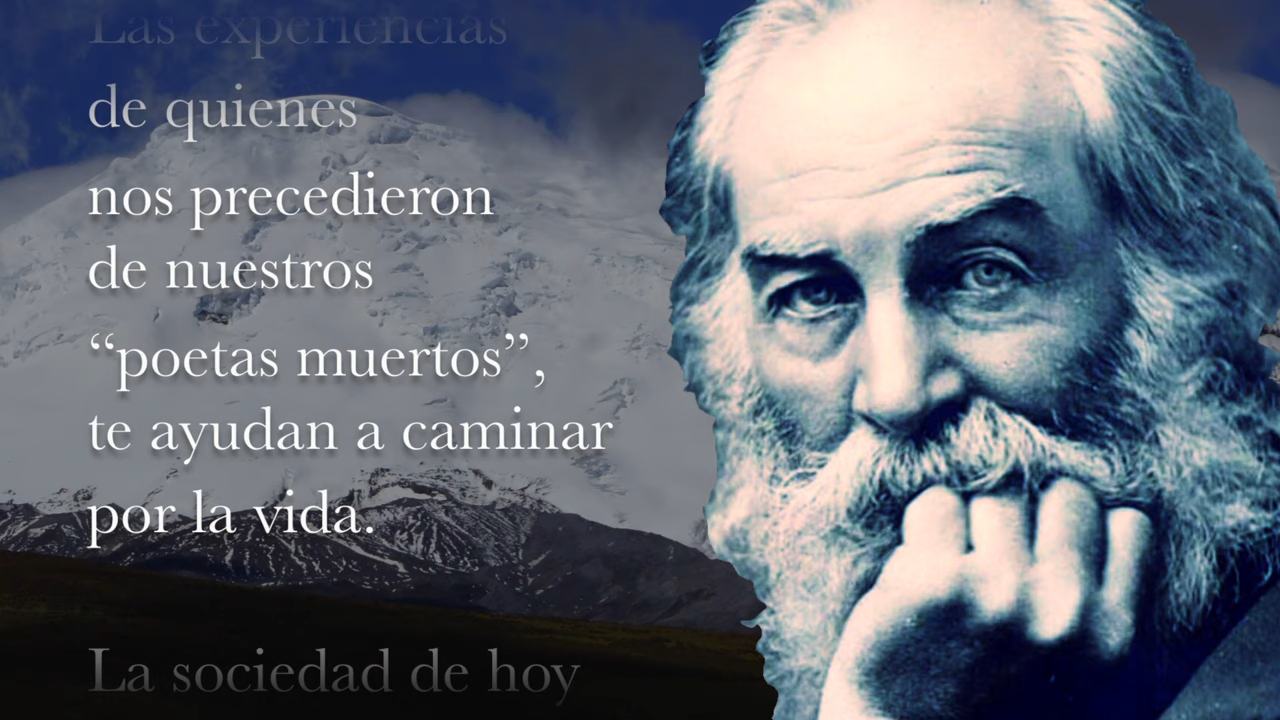 Las experiencias
de quienes
nos precedieron
de nuestros
“poetas muertos”,
te ayudan a caminar
por la vida.
La sociedad de hoy